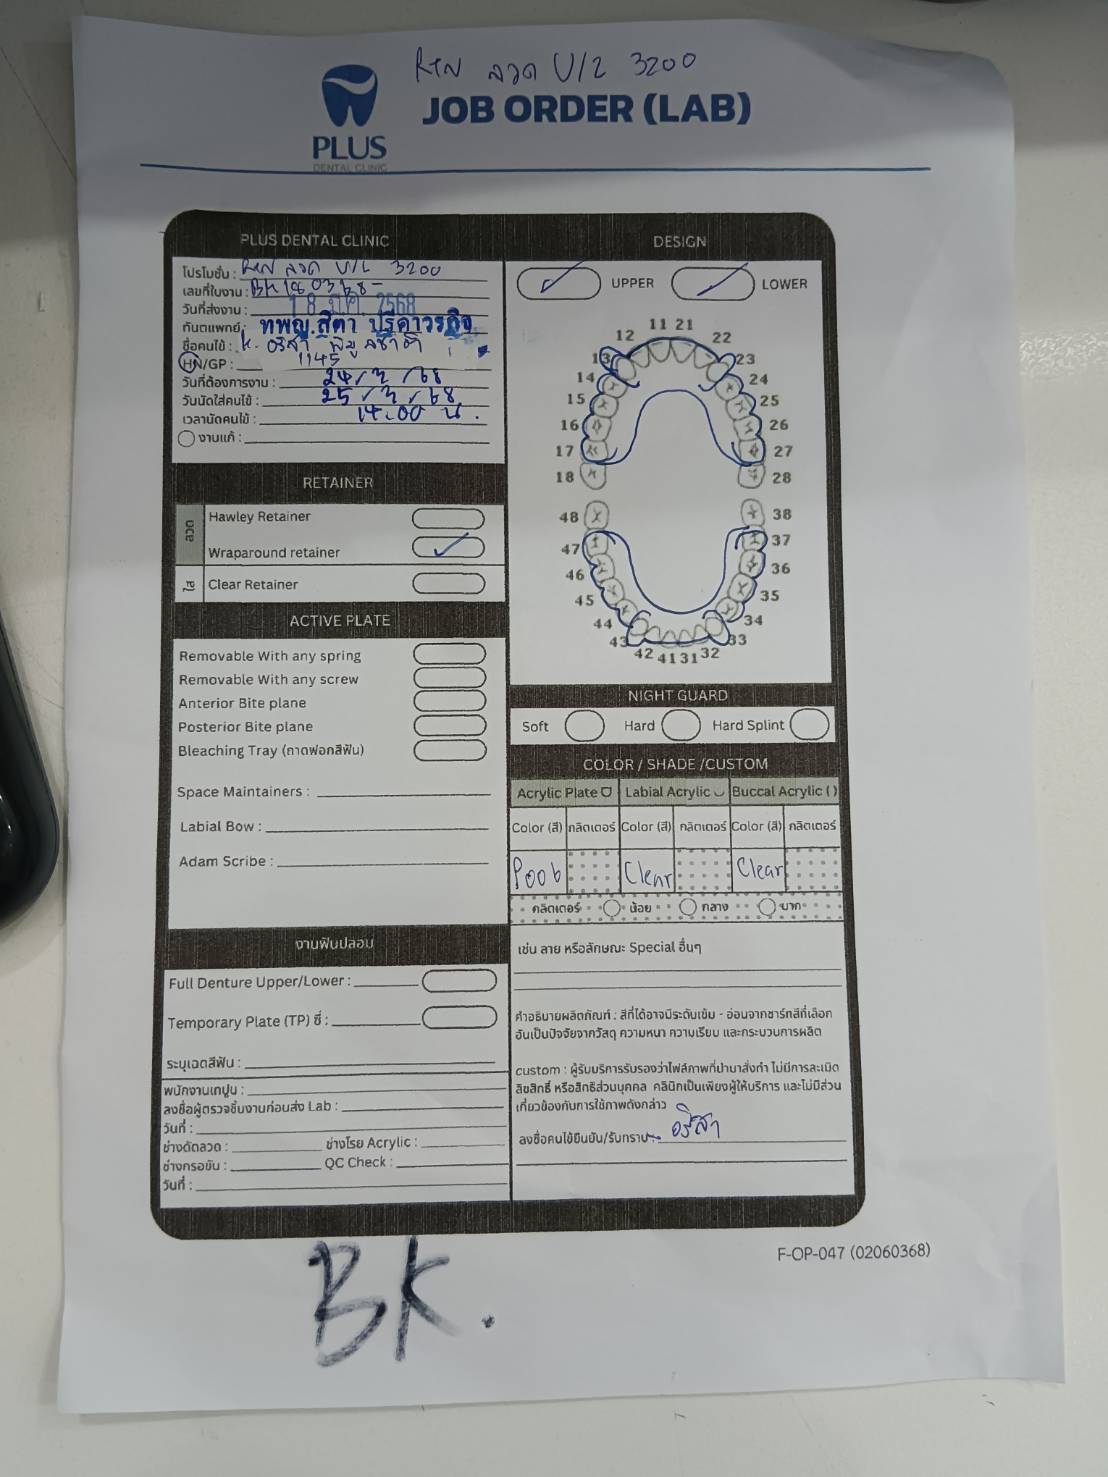 RTN ลวด U/L 3200
JOB ORDER (LAB)
PLUS
DENTAL CLINIC
PLUS DENTAL CLINIC
โปรโมชั่น : RTN ลวด U/L 3200
เลขที่ใบงาน : BK180368-
วันที่ส่งงาน : 18 มี.ค. 2568
ทันตแพทย์ : ทพญ.สิตา ปรีดาวรกิจ
ชื่อคนไข้ : K. อริสา
HN/GP : 1145
วันที่ต้องการงาน : 24/3/68
วันนัดใส่คนไข้ : 25/3/68
เวลานัดคนไข้ : 14.00 น.
งานแก้ :
RETAINER
ลวด
Hawley Retainer
Wraparound retainer
ใส
Clear Retainer
ACTIVE PLATE
Removable With any spring
Removable With any screw
Anterior Bite plane
Posterior Bite plane
Bleaching Tray (ถาดฟอกสีฟัน)
Space Maintainers :
Labial Bow :
Adam Scribe :
งานฟันปลอม
Full Denture Upper/Lower :
Temporary Plate (TP) ซี่ :
ระบุเฉดสีฟัน :
พนักงานเทปูน :
ลงชื่อผู้ตรวจชิ้นงานก่อนส่ง Lab :
วันที่ :
ช่างดัดลวด : ช่างโรย Acrylic :
ช่างกรอขัน : QC Check :
วันที่ :
DESIGN
UPPER LOWER
11 21
12 22
13 23
14 24
15 25
16 26
17 27
18 28
48 38
47 37
46 36
45 35
44 34
43 33
42 41 31 32
NIGHT GUARD
Soft Hard Hard Splint
COLOR / SHADE /CUSTOM
Acrylic Plate Labial Acrylic Buccal Acrylic ( )
Color (สี) กลิตเตอร์ Color (สี) กลิตเตอร์ Color (สี) กลิตเตอร์
P006 Clear Clear
กลิตเตอร์ น้อย กลาง มาก
เช่น ลาย หรือลักษณะ Special อื่นๆ
คำอธิบายผลิตภัณฑ์ : สีที่ได้อาจมีระดับเข้ม - อ่อนจากชาร์ทสีที่เลือก
อันเป็นปัจจัยจากวัสดุ ความหนา ความเรียบ และกระบวนการผลิต
custom : ผู้รับบริการรับรองว่าไฟล์ภาพที่นำมาสั่งทำ ไม่มีการละเมิด
ลิขสิทธิ์ หรือสิทธิส่วนบุคคล คลินิกเป็นเพียงผู้ให้บริการ และไม่มีส่วน
เกี่ยวข้องกับการใช้ภาพดังกล่าว
ลงชื่อคนไข้ยืนยัน/รับทราบ อริสา
F-OP-047 (02060368)
BK.